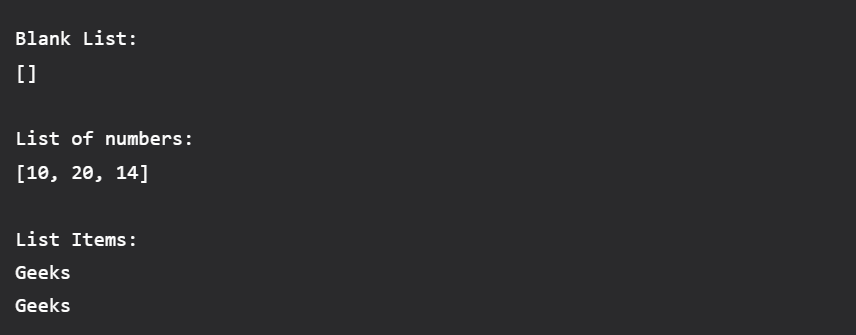 Blank List:
[]
List of numbers:
[10, 20, 14]
List Items:
Geeks
Geeks